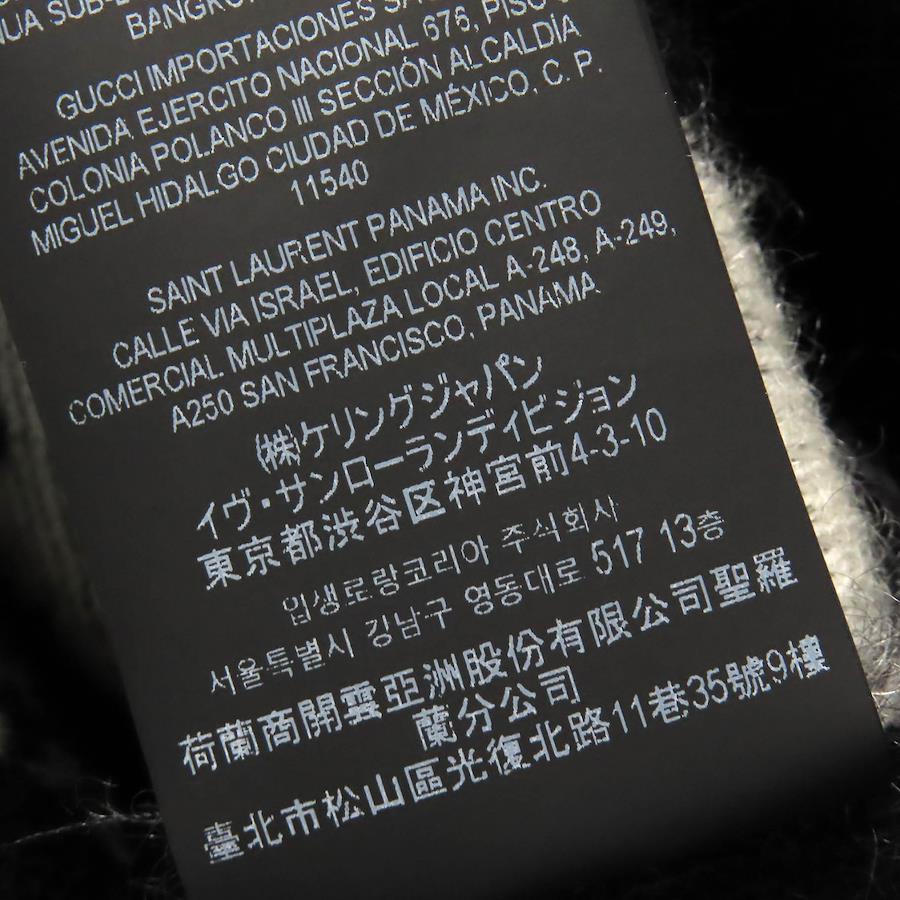 BANGKOK
GUCCI IMPORTACIONES
AVENIDA EJERCITO NACIONAL 676, PISO
COLONIA POLANCO III SECCIÓN ALCALDÍA
MIGUEL HIDALGO CIUDAD DE MÉXICO, C. P.
11540
SAINT LAURENT PANAMA INC.
CALLE VIA ISRAEL, EDIFICIO CENTRO
COMERCIAL MULTIPLAZA LOCAL A-248, A-249,
A250 SAN FRANCISCO, PANAMA
(株)ケリングジャパン
イヴ・サンローランディビジョン
東京都渋谷区神宮前4-3-10
입생로랑코리아 주식회사
서울특별시 강남구 영동대로 517 13층
荷蘭商開雲亞洲股份有限公司聖羅
蘭分公司
臺北市松山區光復北路11巷35號9樓